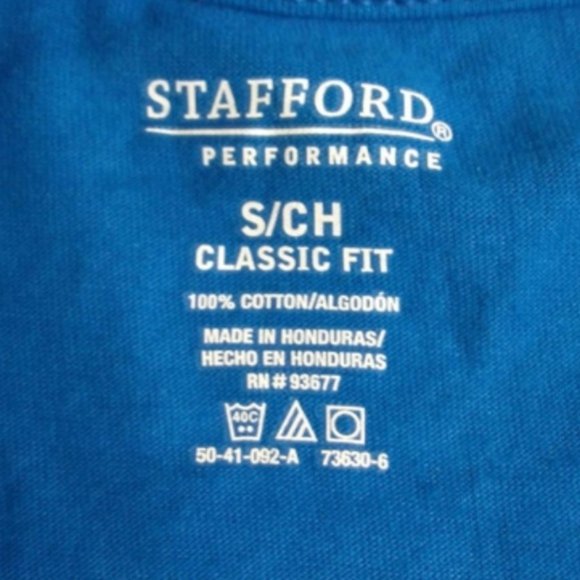 STAFFORD®
PERFORMANCE
S/CH
CLASSIC FIT
100% COTTON/ALGODÓN
MADE IN HONDURAS/
HECHO EN HONDURAS
RN# 93677
40C
50-41-092-A 73630-6